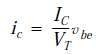 i_c = \frac{I_C}{V_T} v_{be}